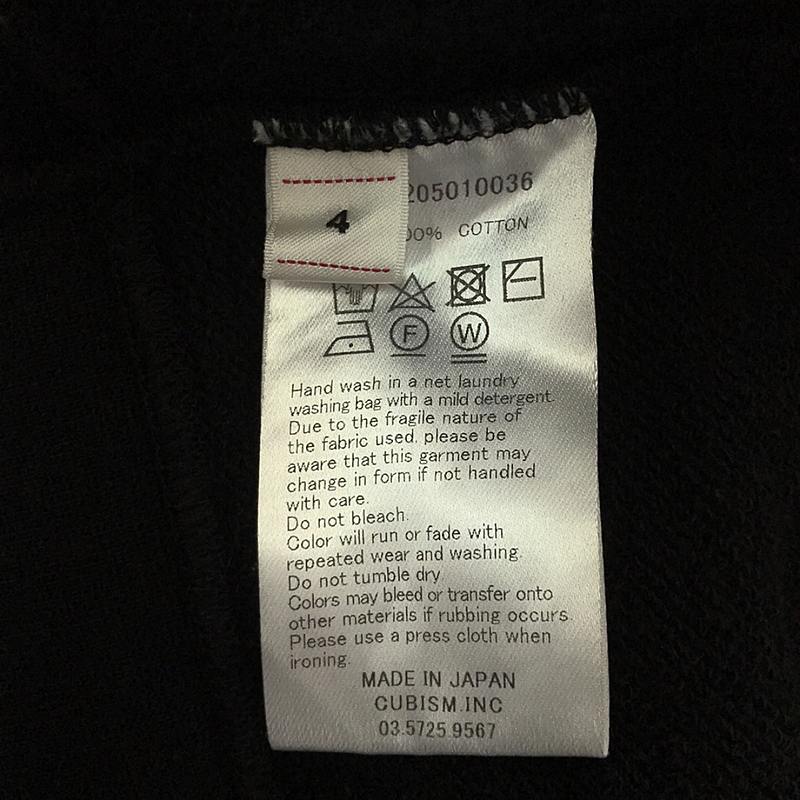 4
205010036
00% COTTON
F W
Hand wash in a net laundry
washing bag with a mild detergent.
Due to the fragile nature of
the fabric used, please be
aware that this garment may
change in form if not handled
with care.
Do not bleach.
Color will run or fade with
repeated wear and washing.
Do not tumble dry.
Colors may bleed or transfer onto
other materials if rubbing occurs.
Please use a press cloth when
ironing.
MADE IN JAPAN
CUBISM.INC
03.5725.9567